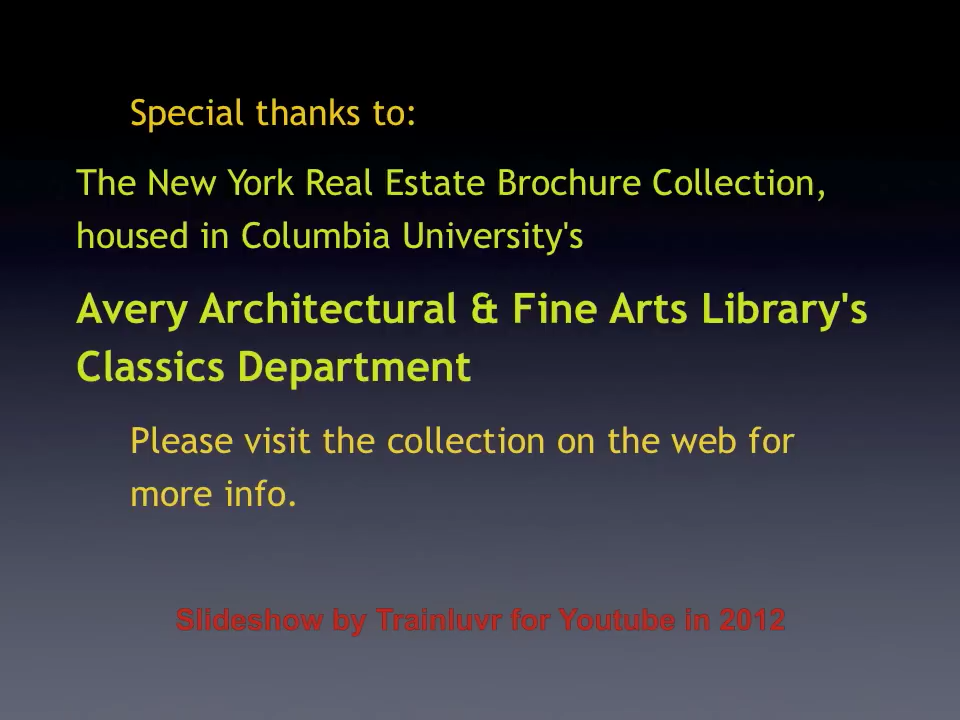 Special thanks to:
The New York Real Estate Brochure Collection,
housed in Columbia University's
Avery Architectural & Fine Arts Library's
Classics Department
Please visit the collection on the web for
more info.
Slideshow by Trainluvr for Youtube in 2012